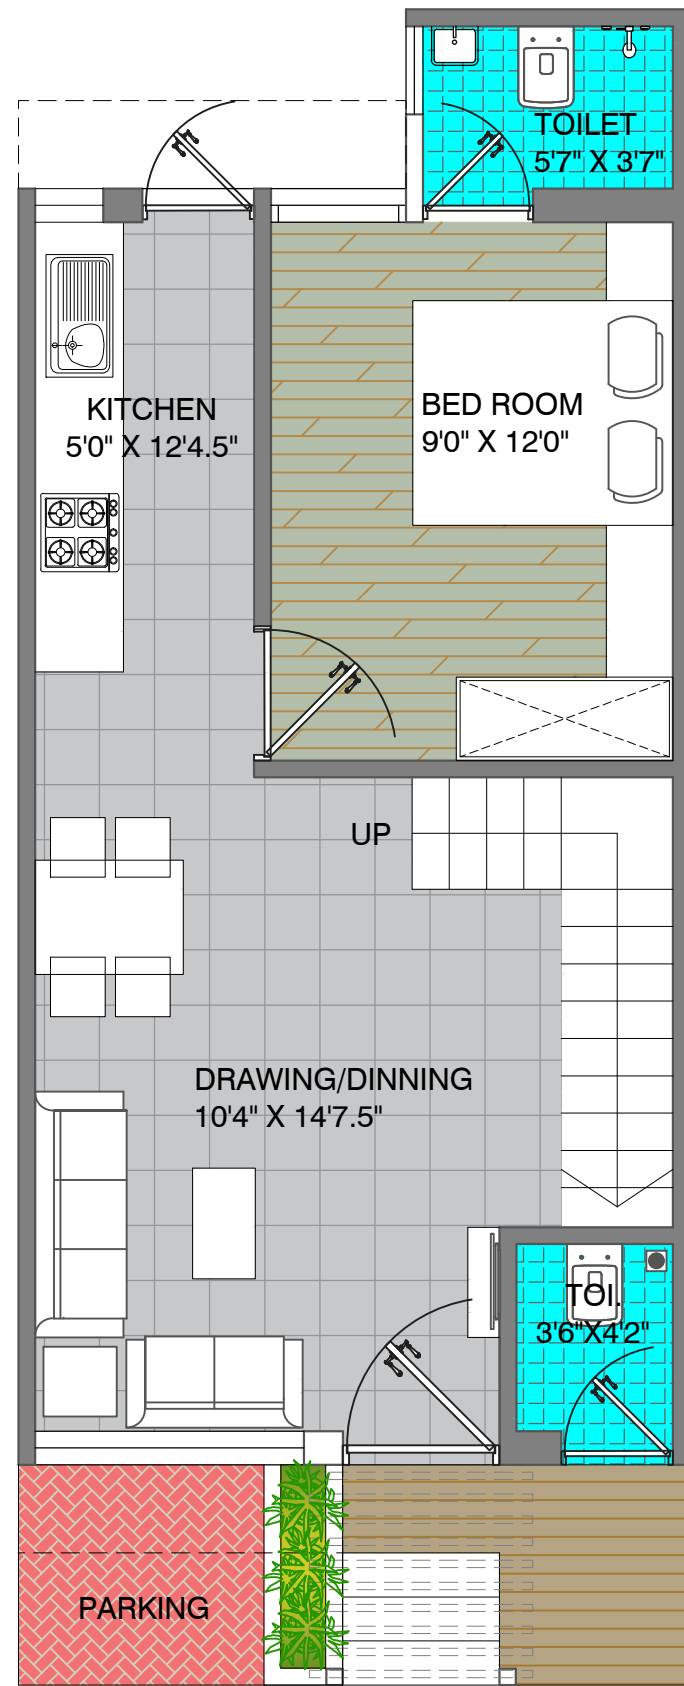 TOILET
5'7" X 3'7"
KITCHEN
5'0" X 12'4.5"
BED ROOM
9'0" X 12'0"
UP
DRAWING/DINNING
10'4" X 14'7.5"
TOI.
3'6"X4'2"
PARKING